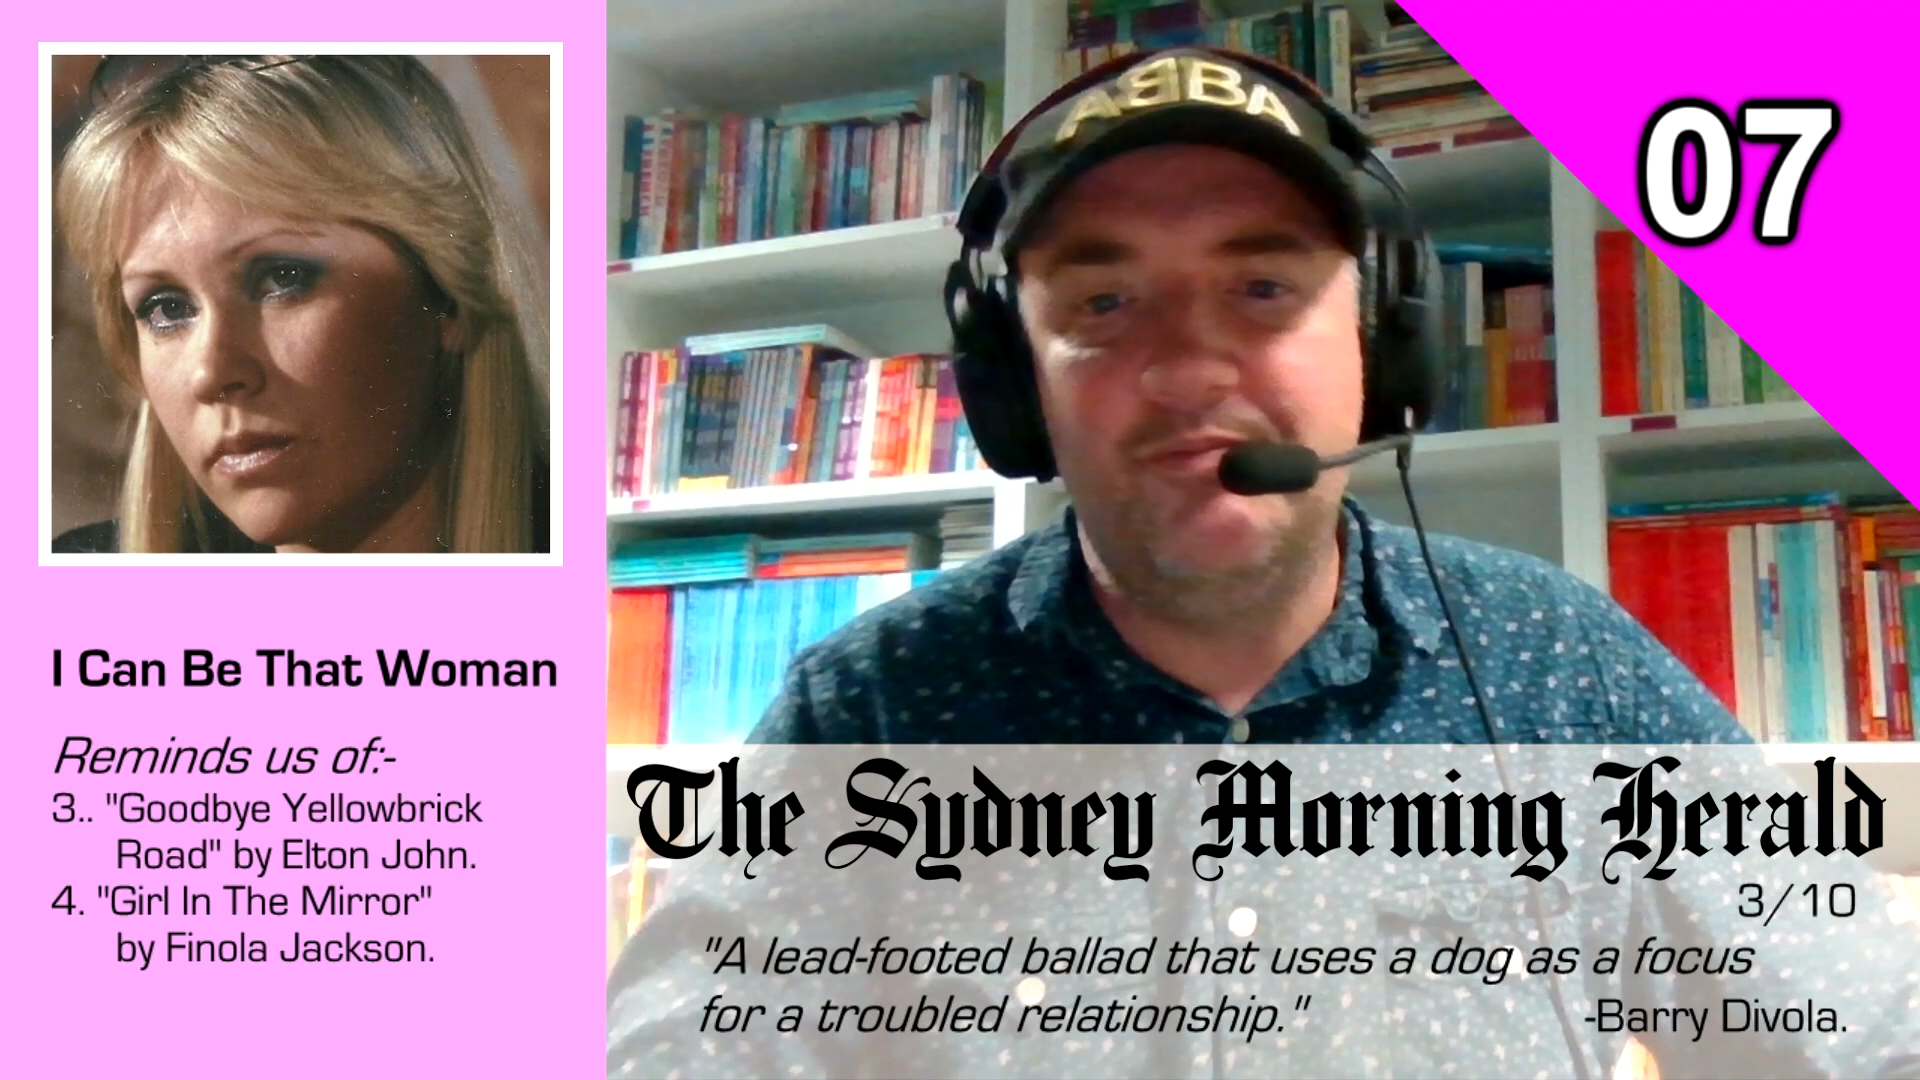 ABBA
07
I Can Be That Woman
Reminds us of:-
3.. "Goodbye Yellowbrick
Road" by Elton John.
4. "Girl In The Mirror"
by Finola Jackson.
The Sydney Morning Herald
3/10
"A lead-footed ballad that uses a dog as a focus
for a troubled relationship."
-Barry Divola.